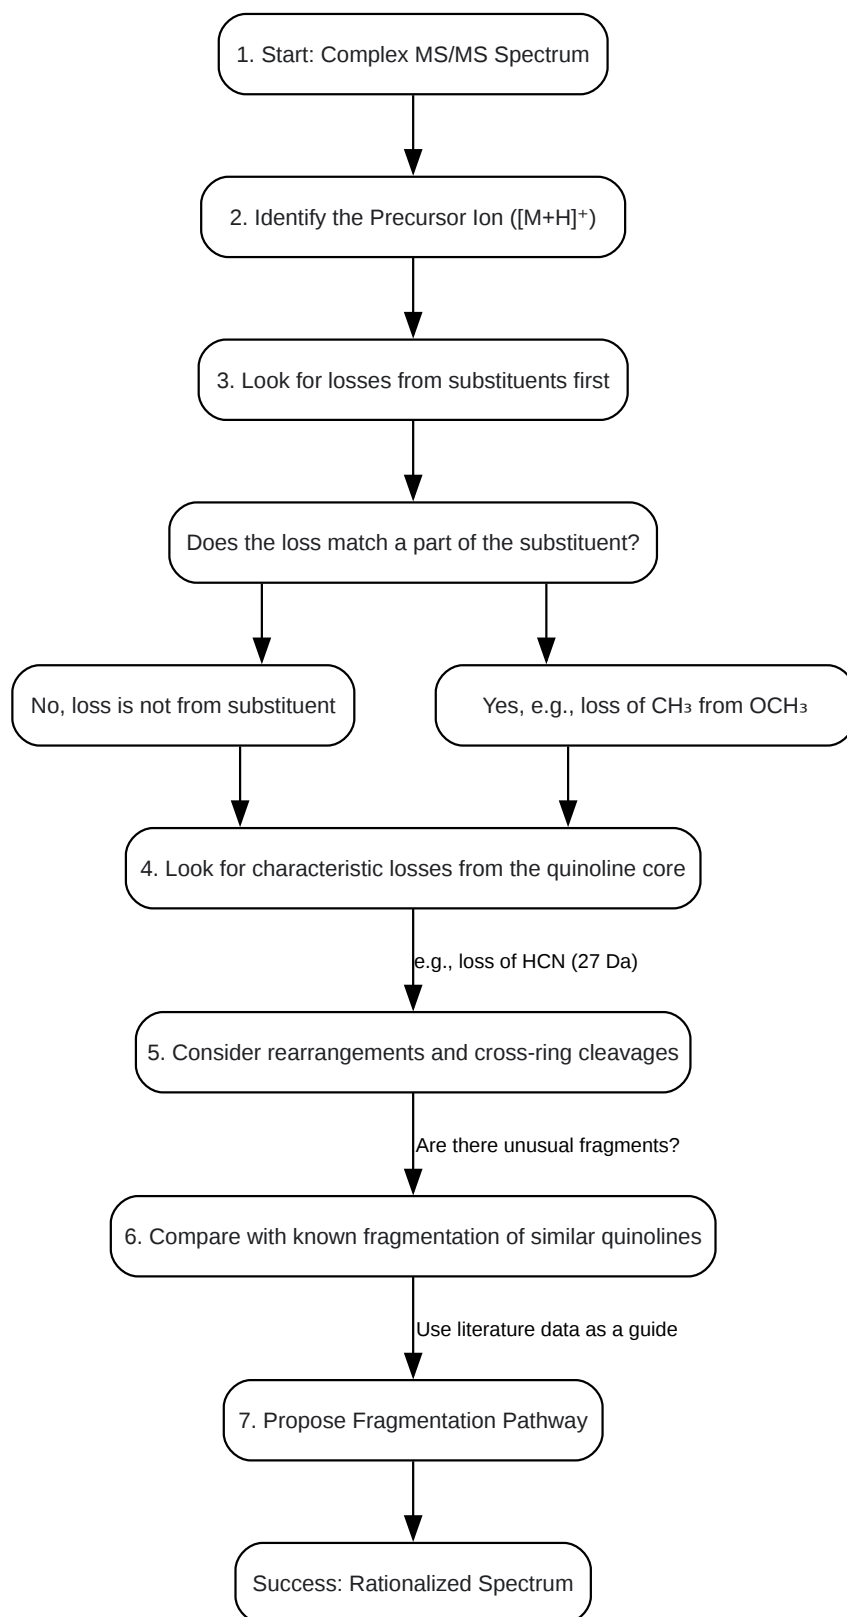 1. Start: Complex MS/MS Spectrum
2. Identify the Precursor Ion ([M+H]⁺)
3. Look for losses from substituents first
Does the loss match a part of the substituent?
No, loss is not from substituent
Yes, e.g., loss of CH₃ from OCH₃
4. Look for characteristic losses from the quinoline core
e.g., loss of HCN (27 Da)
5. Consider rearrangements and cross-ring cleavages
Are there unusual fragments?
6. Compare with known fragmentation of similar quinolines
Use literature data as a guide
7. Propose Fragmentation Pathway
Success: Rationalized Spectrum